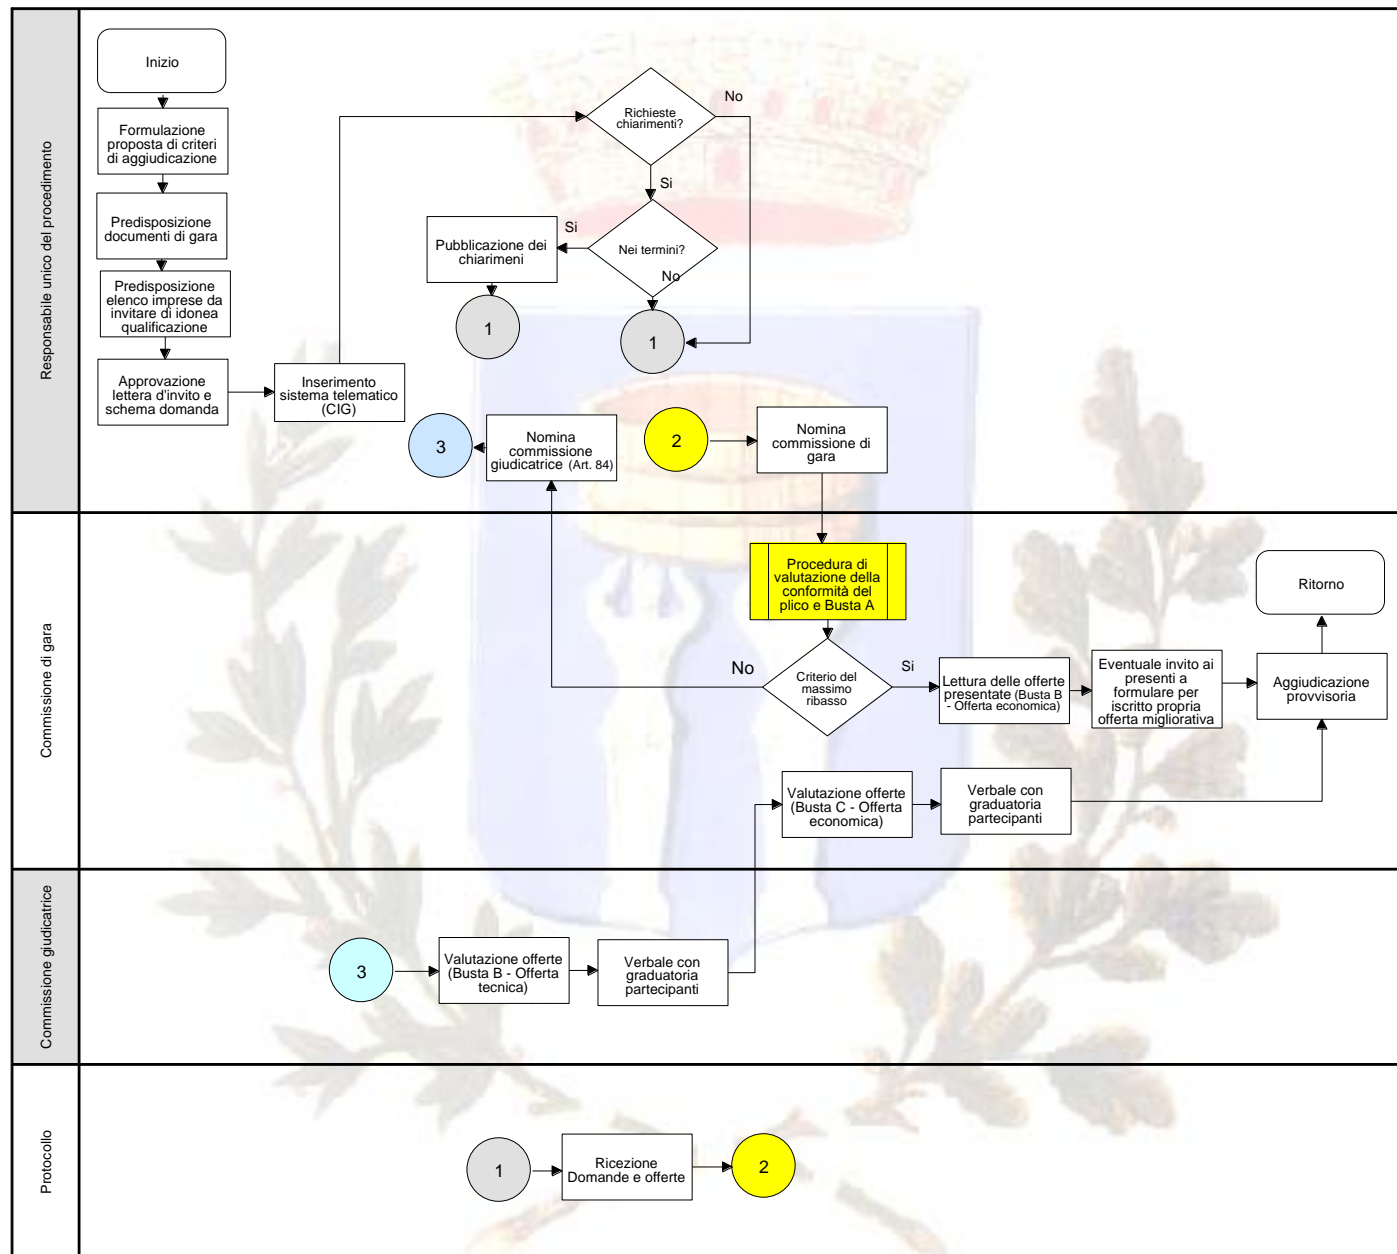 Responsabile unico del procedimento
Inizio
Formulazione
proposta di criteri
di aggiudicazione
Predisposizione
documenti di gara
Predisposizione
elenco imprese da
invitare di idonea
qualificazione
Approvazione
lettera d'invito e
schema domanda
Inserimento
sistema telematico
(CIG)
Richieste
chiarimenti?
No
Si
Nei termini?
Si
No
Pubblicazione dei
chiarimeni
1
1
3
Nomina
commissione
giudicatrice (Art. 84)
2
Nomina
commissione di
gara
Commissione di gara
Procedura di
valutazione della
conformità del
plico e Busta A
Criterio del
massimo
ribasso
No
Si
Lettura delle offerte
presentate (Busta B
- Offerta economica)
Eventuale invito ai
presenti a
formulare per
iscritto propria
offerta migliorativa
Aggiudicazione
provvisoria
Ritorno
Valutazione offerte
(Busta C - Offerta
economica)
Verbale con
graduatoria
partecipanti
Commissione giudicatrice
3
Valutazione offerte
(Busta B - Offerta
tecnica)
Verbale con
graduatoria
partecipanti
Protocollo
1
Ricezione
Domande e offerte
2